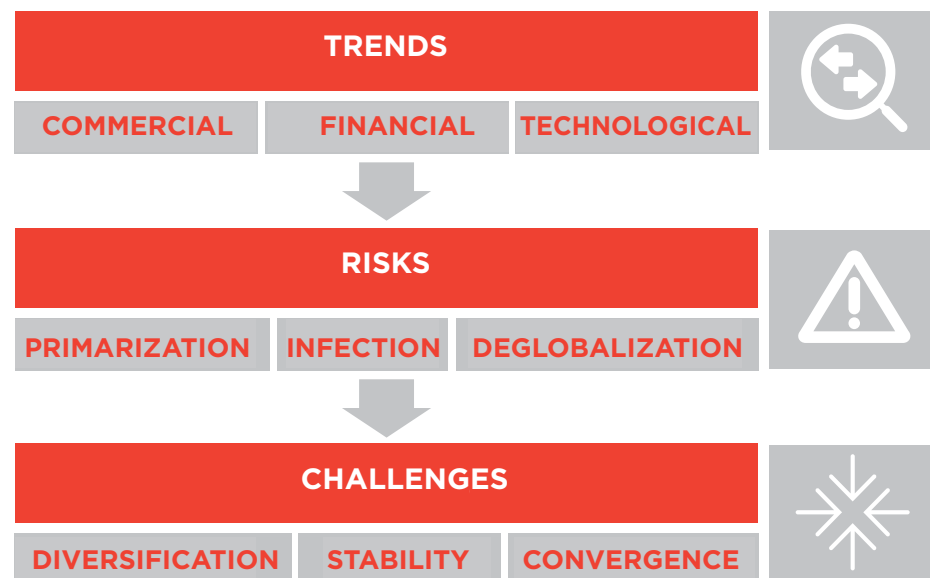 TRENDS
COMMERCIAL FINANCIAL TECHNOLOGICAL
RISKS
PRIMARIZATION INFECTION DEGLOBALIZATION
CHALLENGES
DIVERSIFICATION STABILITY CONVERGENCE